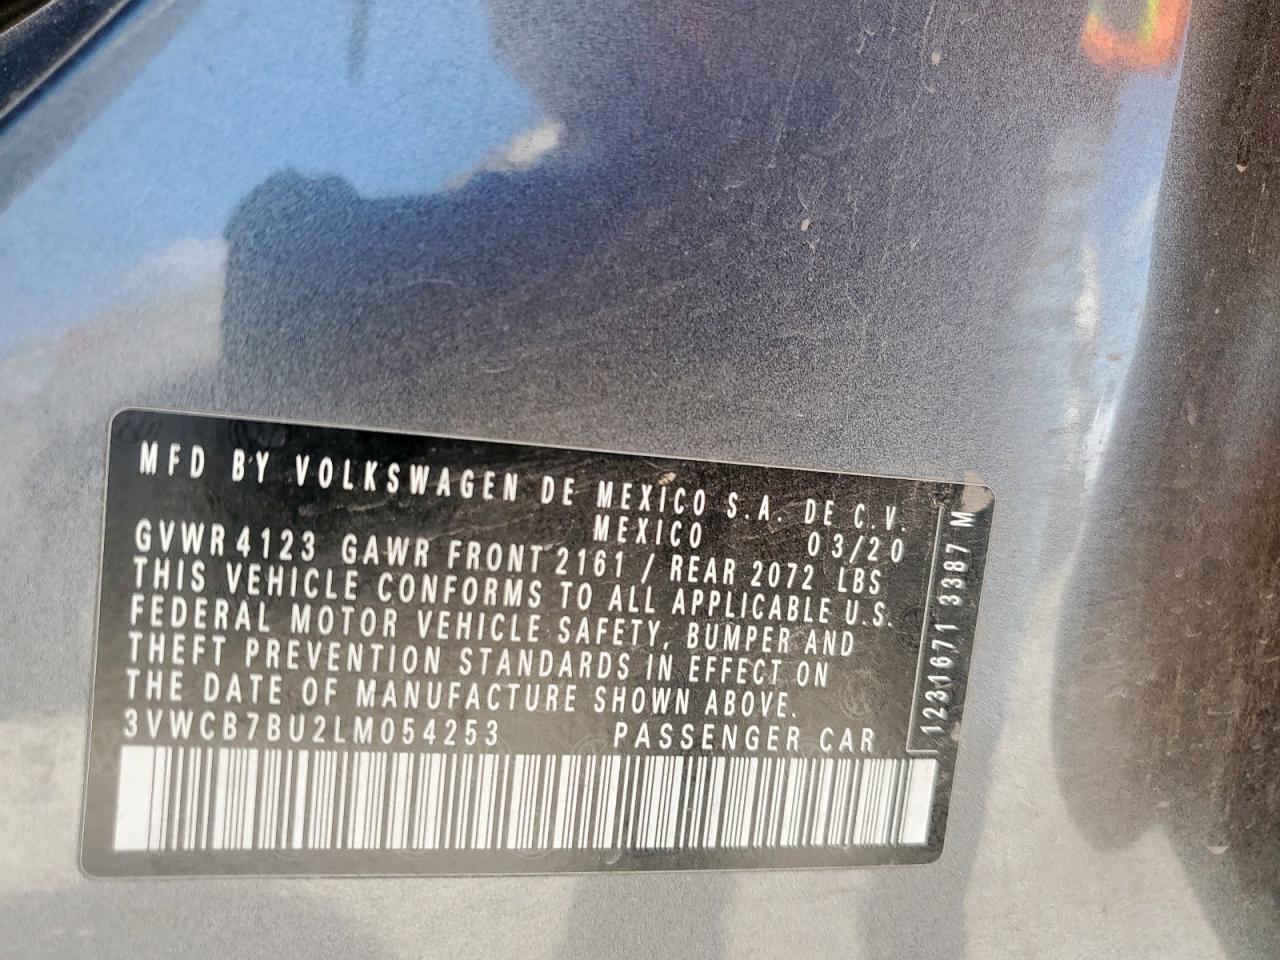 MFD BY VOLKSWAGEN DE MEXICO S.A. DE C.V.
MEXICO 03/20
GVWR 4123 GAWR FRONT 2161 / REAR 2072 LBS
THIS VEHICLE CONFORMS TO ALL APPLICABLE U.S.
FEDERAL MOTOR VEHICLE SAFETY, BUMPER AND
THEFT PREVENTION STANDARDS IN EFFECT ON
THE DATE OF MANUFACTURE SHOWN ABOVE.
3VWCB7BU2LM054253 PASSENGER CAR
12316713387 M